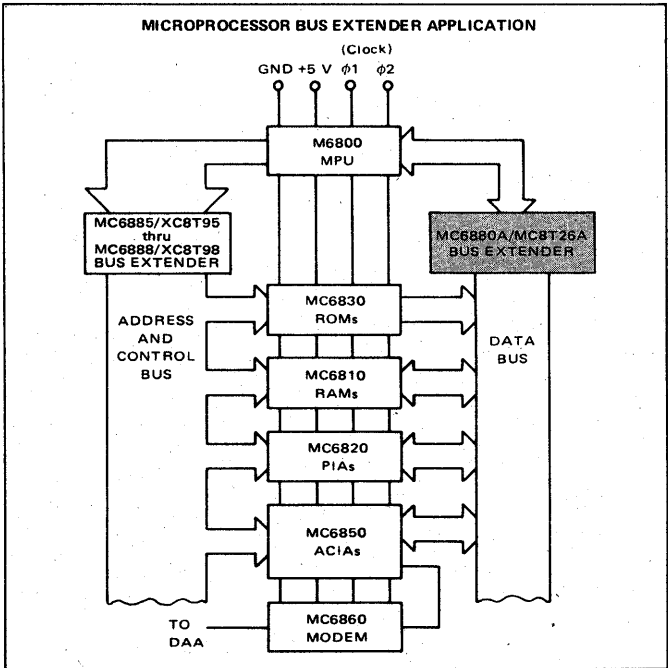 MICROPROCESSOR BUS EXTENDER APPLICATION
(Clock)
GND +5 V φ1 φ2
M6800
MPU
MC6885/XC8T95
thru
MC6888/XC8T98
BUS EXTENDER
MC6880A/MC8T26A
BUS EXTENDER
ADDRESS
AND
CONTROL
BUS
MC6830
ROMs
DATA
BUS
MC6810
RAMs
MC6820
PIAs
MC6850
ACIAs
TO
DAA
MC6860
MODEM